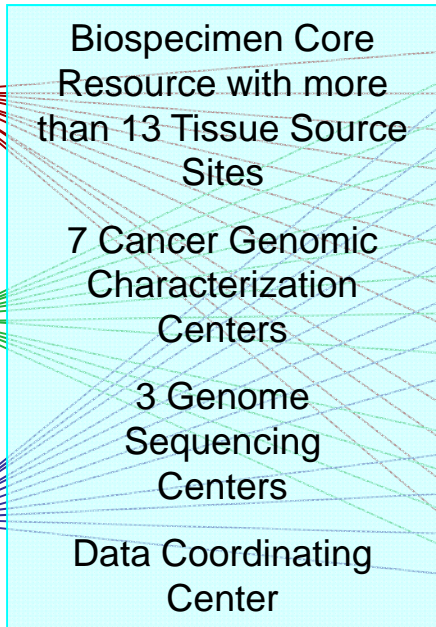 Biospecimen Core
Resource with more
than 13 Tissue Source
Sites
7 Cancer Genomic
Characterization
Centers
3 Genome
Sequencing
Centers
Data Coordinating
Center